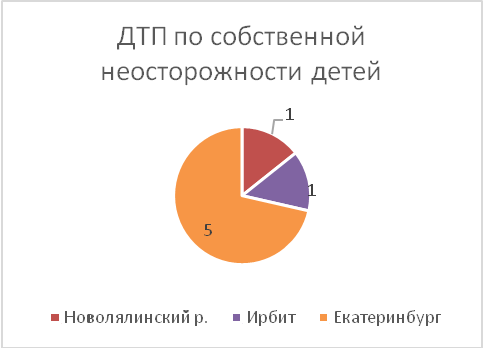 ДТП по собственной
неосторожности детей
1
1
5
Новолялинский р.
Ирбит
Екатеринбург